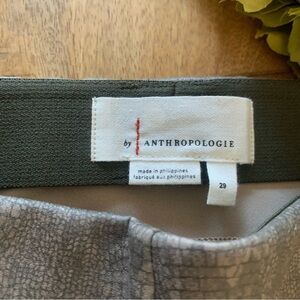 by ANTHROPOLOGIE
made in philippines
fabriqué aux philippines
29